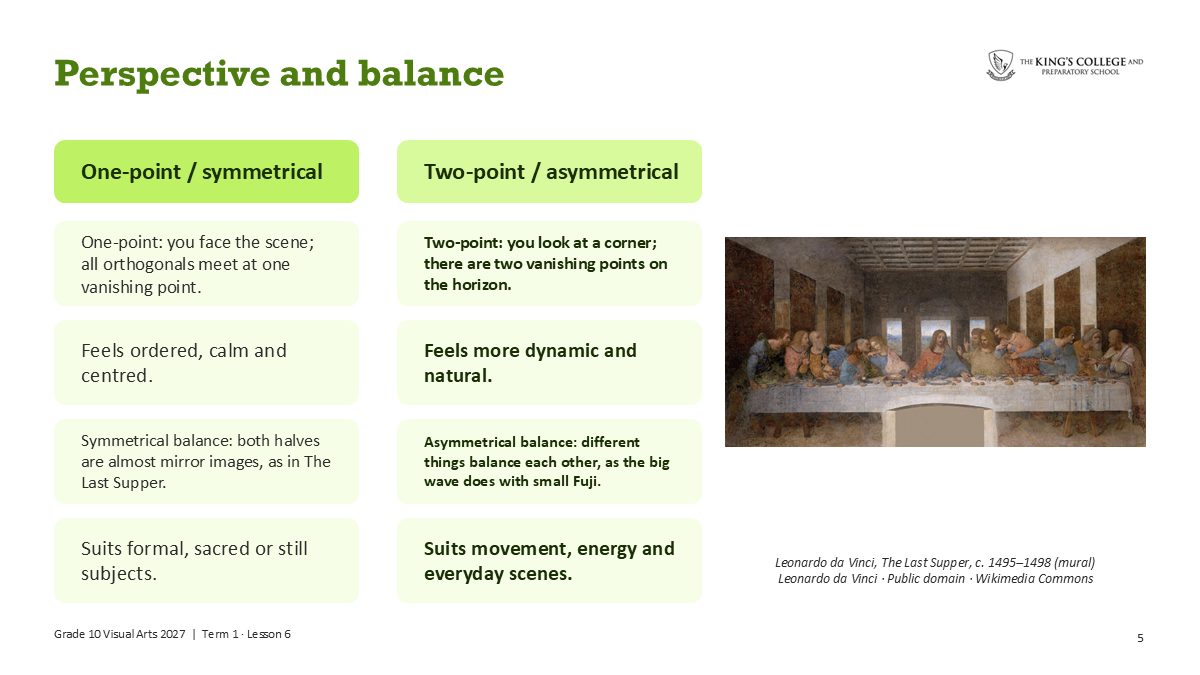 Perspective and balance
THE KING'S COLLEGE AND
PREPARATORY SCHOOL
One-point / symmetrical
One-point: you face the scene;
all orthogonals meet at one
vanishing point.
Feels ordered, calm and
centred.
Symmetrical balance: both halves
are almost mirror images, as in The
Last Supper.
Suits formal, sacred or still
subjects.
Two-point / asymmetrical
Two-point: you look at a corner;
there are two vanishing points on
the horizon.
Feels more dynamic and
natural.
Asymmetrical balance: different
things balance each other, as the big
wave does with small Fuji.
Suits movement, energy and
everyday scenes.
Leonardo da Vinci, The Last Supper, c. 1495–1498 (mural)
Leonardo da Vinci · Public domain · Wikimedia Commons
Grade 10 Visual Arts 2027 | Term 1 · Lesson 6
5